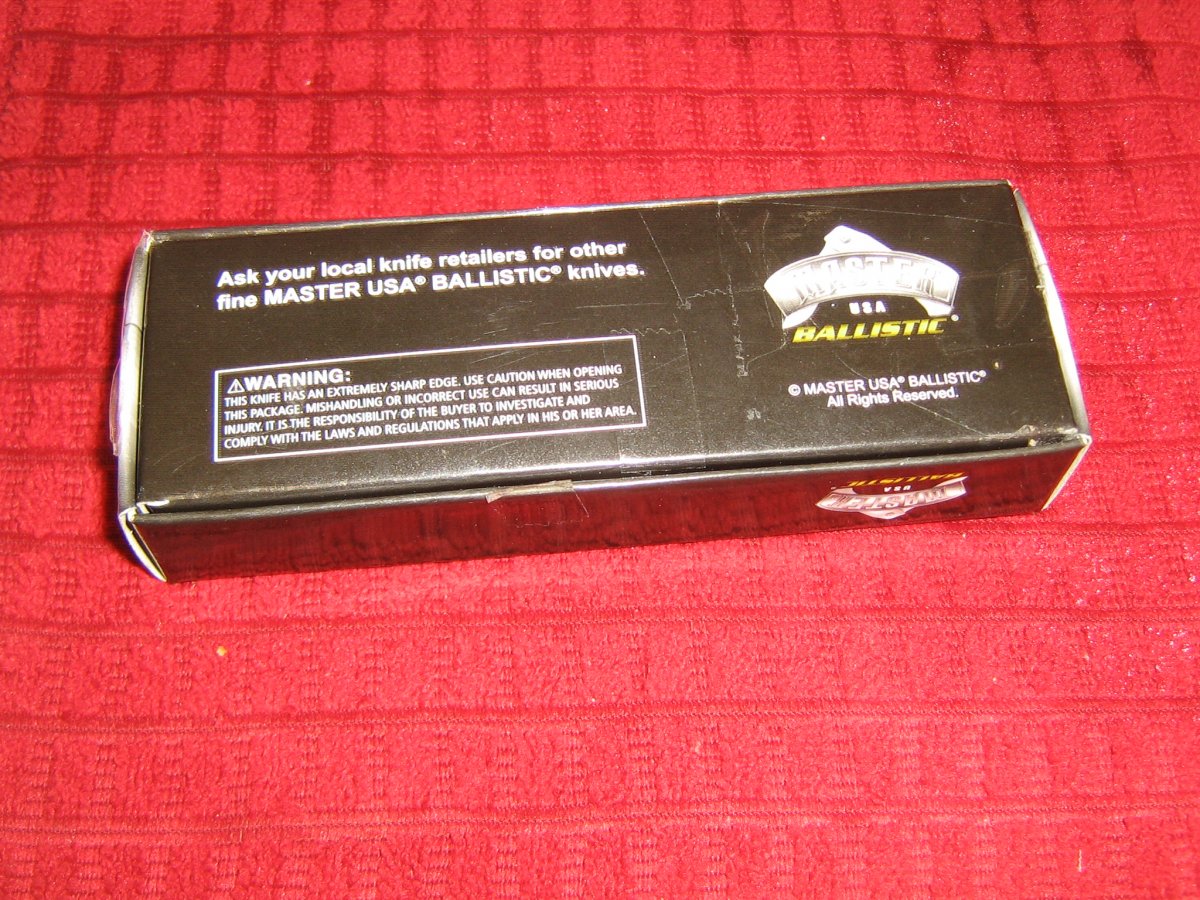 Ask your local knife retailers for other
fine MASTER USA® BALLISTIC® knives.
⚠WARNING:
THIS KNIFE HAS AN EXTREMELY SHARP EDGE. USE CAUTION WHEN OPENING
THIS PACKAGE. MISHANDLING OR INCORRECT USE CAN RESULT IN SERIOUS
INJURY. IT IS THE RESPONSIBILITY OF THE BUYER TO INVESTIGATE AND
COMPLY WITH THE LAWS AND REGULATIONS THAT APPLY IN HIS OR HER AREA.
MASTER
USA
BALLISTIC®
© MASTER USA® BALLISTIC®
All Rights Reserved.
BALLISTIC
USA
MASTER